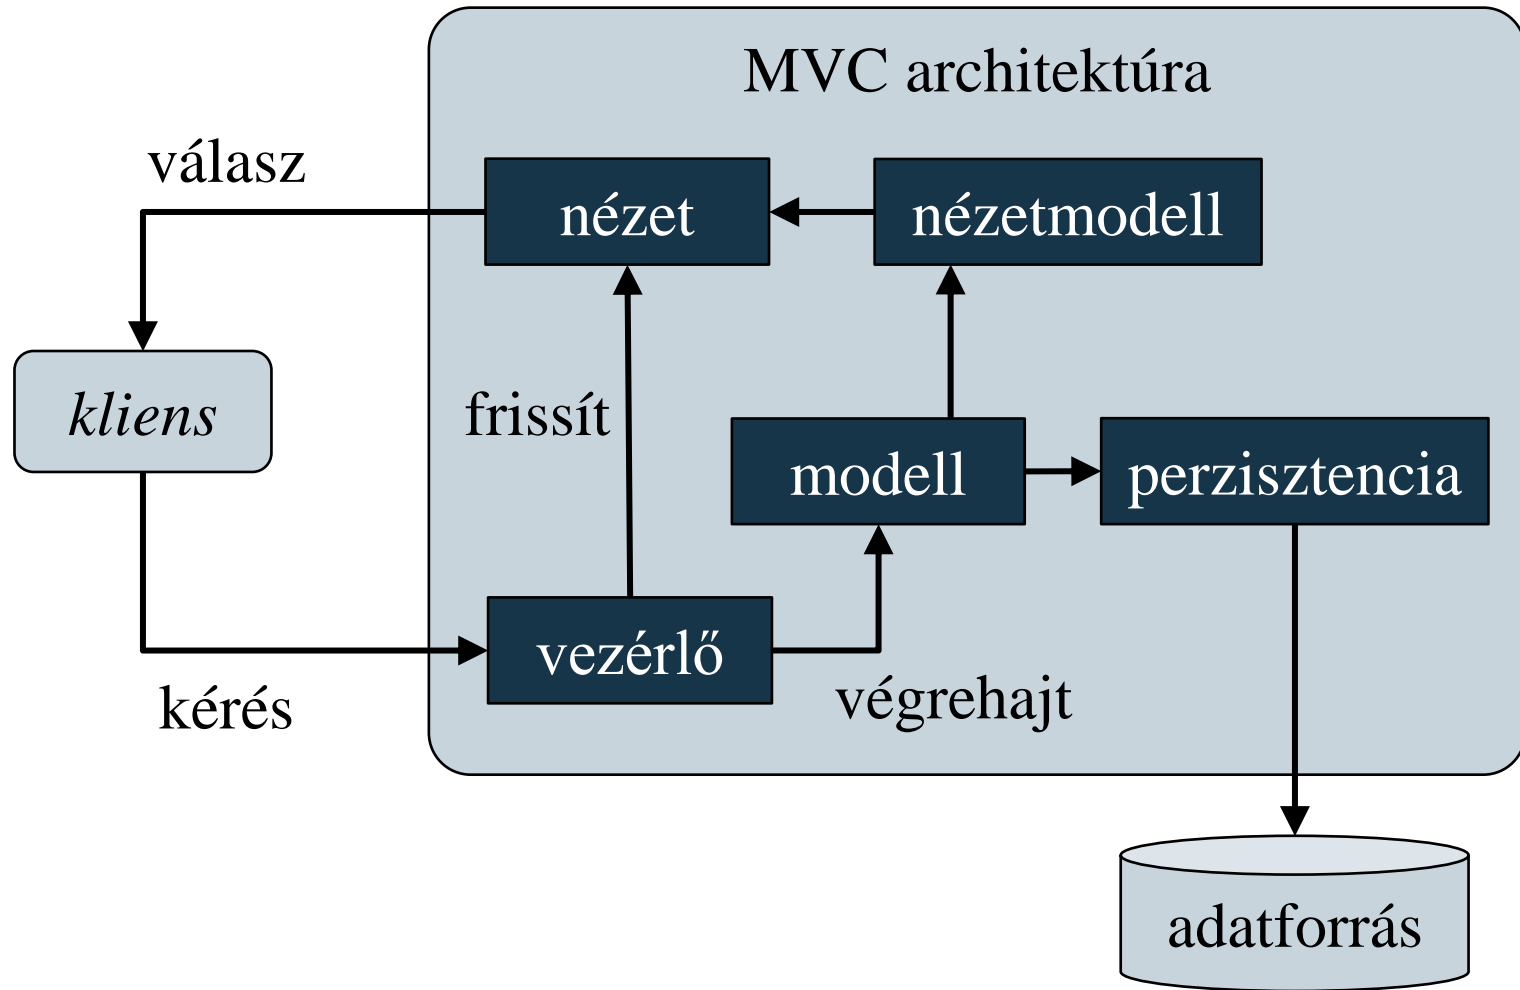 MVC architektúra
válasz
nézet
nézetmodell
kliens
frissít
modell
perzisztencia
vezérlő
végrehajt
kérés
adatforrás